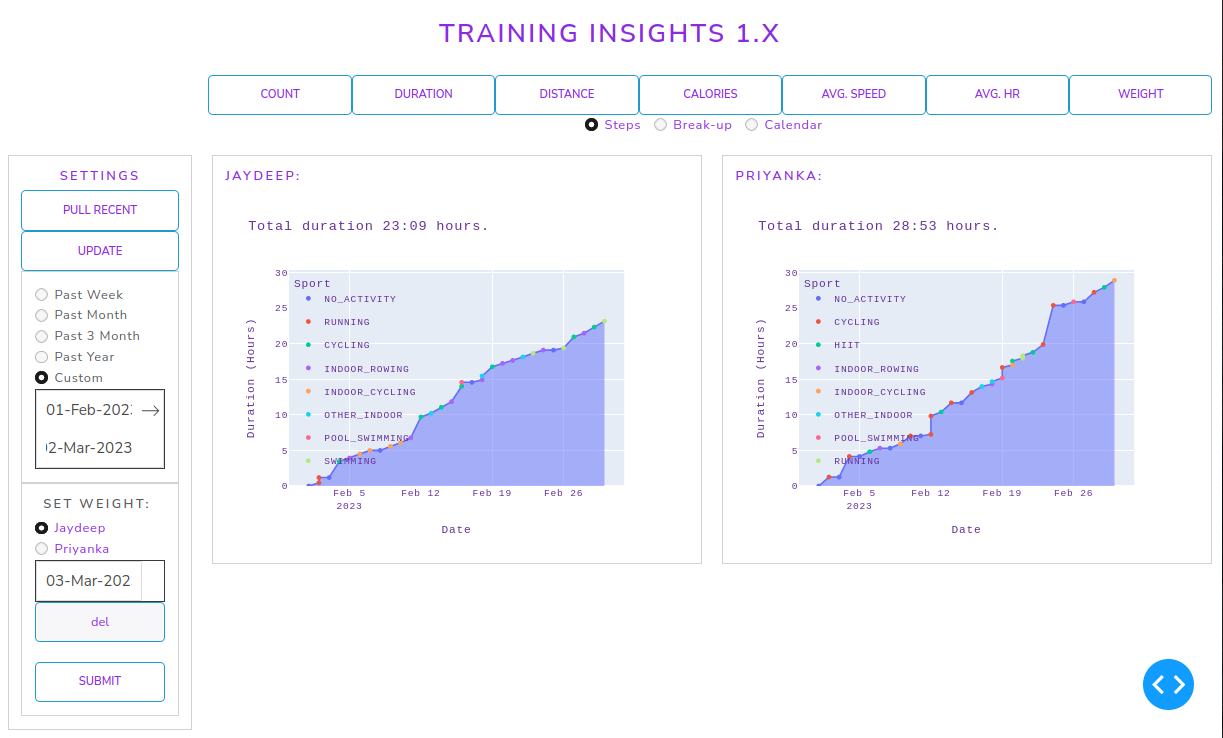 TRAINING INSIGHTS 1.X
COUNT DURATION DISTANCE CALORIES AVG. SPEED AVG. HR WEIGHT
Steps Break-up Calendar
SETTINGS
PULL RECENT
UPDATE
Past Week
Past Month
Past 3 Month
Past Year
Custom
01-Feb-202 →
2-Mar-2023
SET WEIGHT:
Jaydeep
Priyanka
03-Mar-202
del
SUBMIT
JAYDEEP:
Total duration 23:09 hours.
Sport
NO_ACTIVITY
RUNNING
CYCLING
INDOOR_ROWING
INDOOR_CYCLING
OTHER_INDOOR
POOL_SWIMMING
SWIMMING
30
25
20
15
10
5
0
Duration (Hours)
Feb 5 Feb 12 Feb 19 Feb 26
2023
Date
PRIYANKA:
Total duration 28:53 hours.
Sport
NO_ACTIVITY
CYCLING
HIIT
INDOOR_ROWING
INDOOR_CYCLING
OTHER_INDOOR
POOL_SWIMMING
RUNNING
30
25
20
15
10
5
0
Duration (Hours)
Feb 5 Feb 12 Feb 19 Feb 26
2023
Date